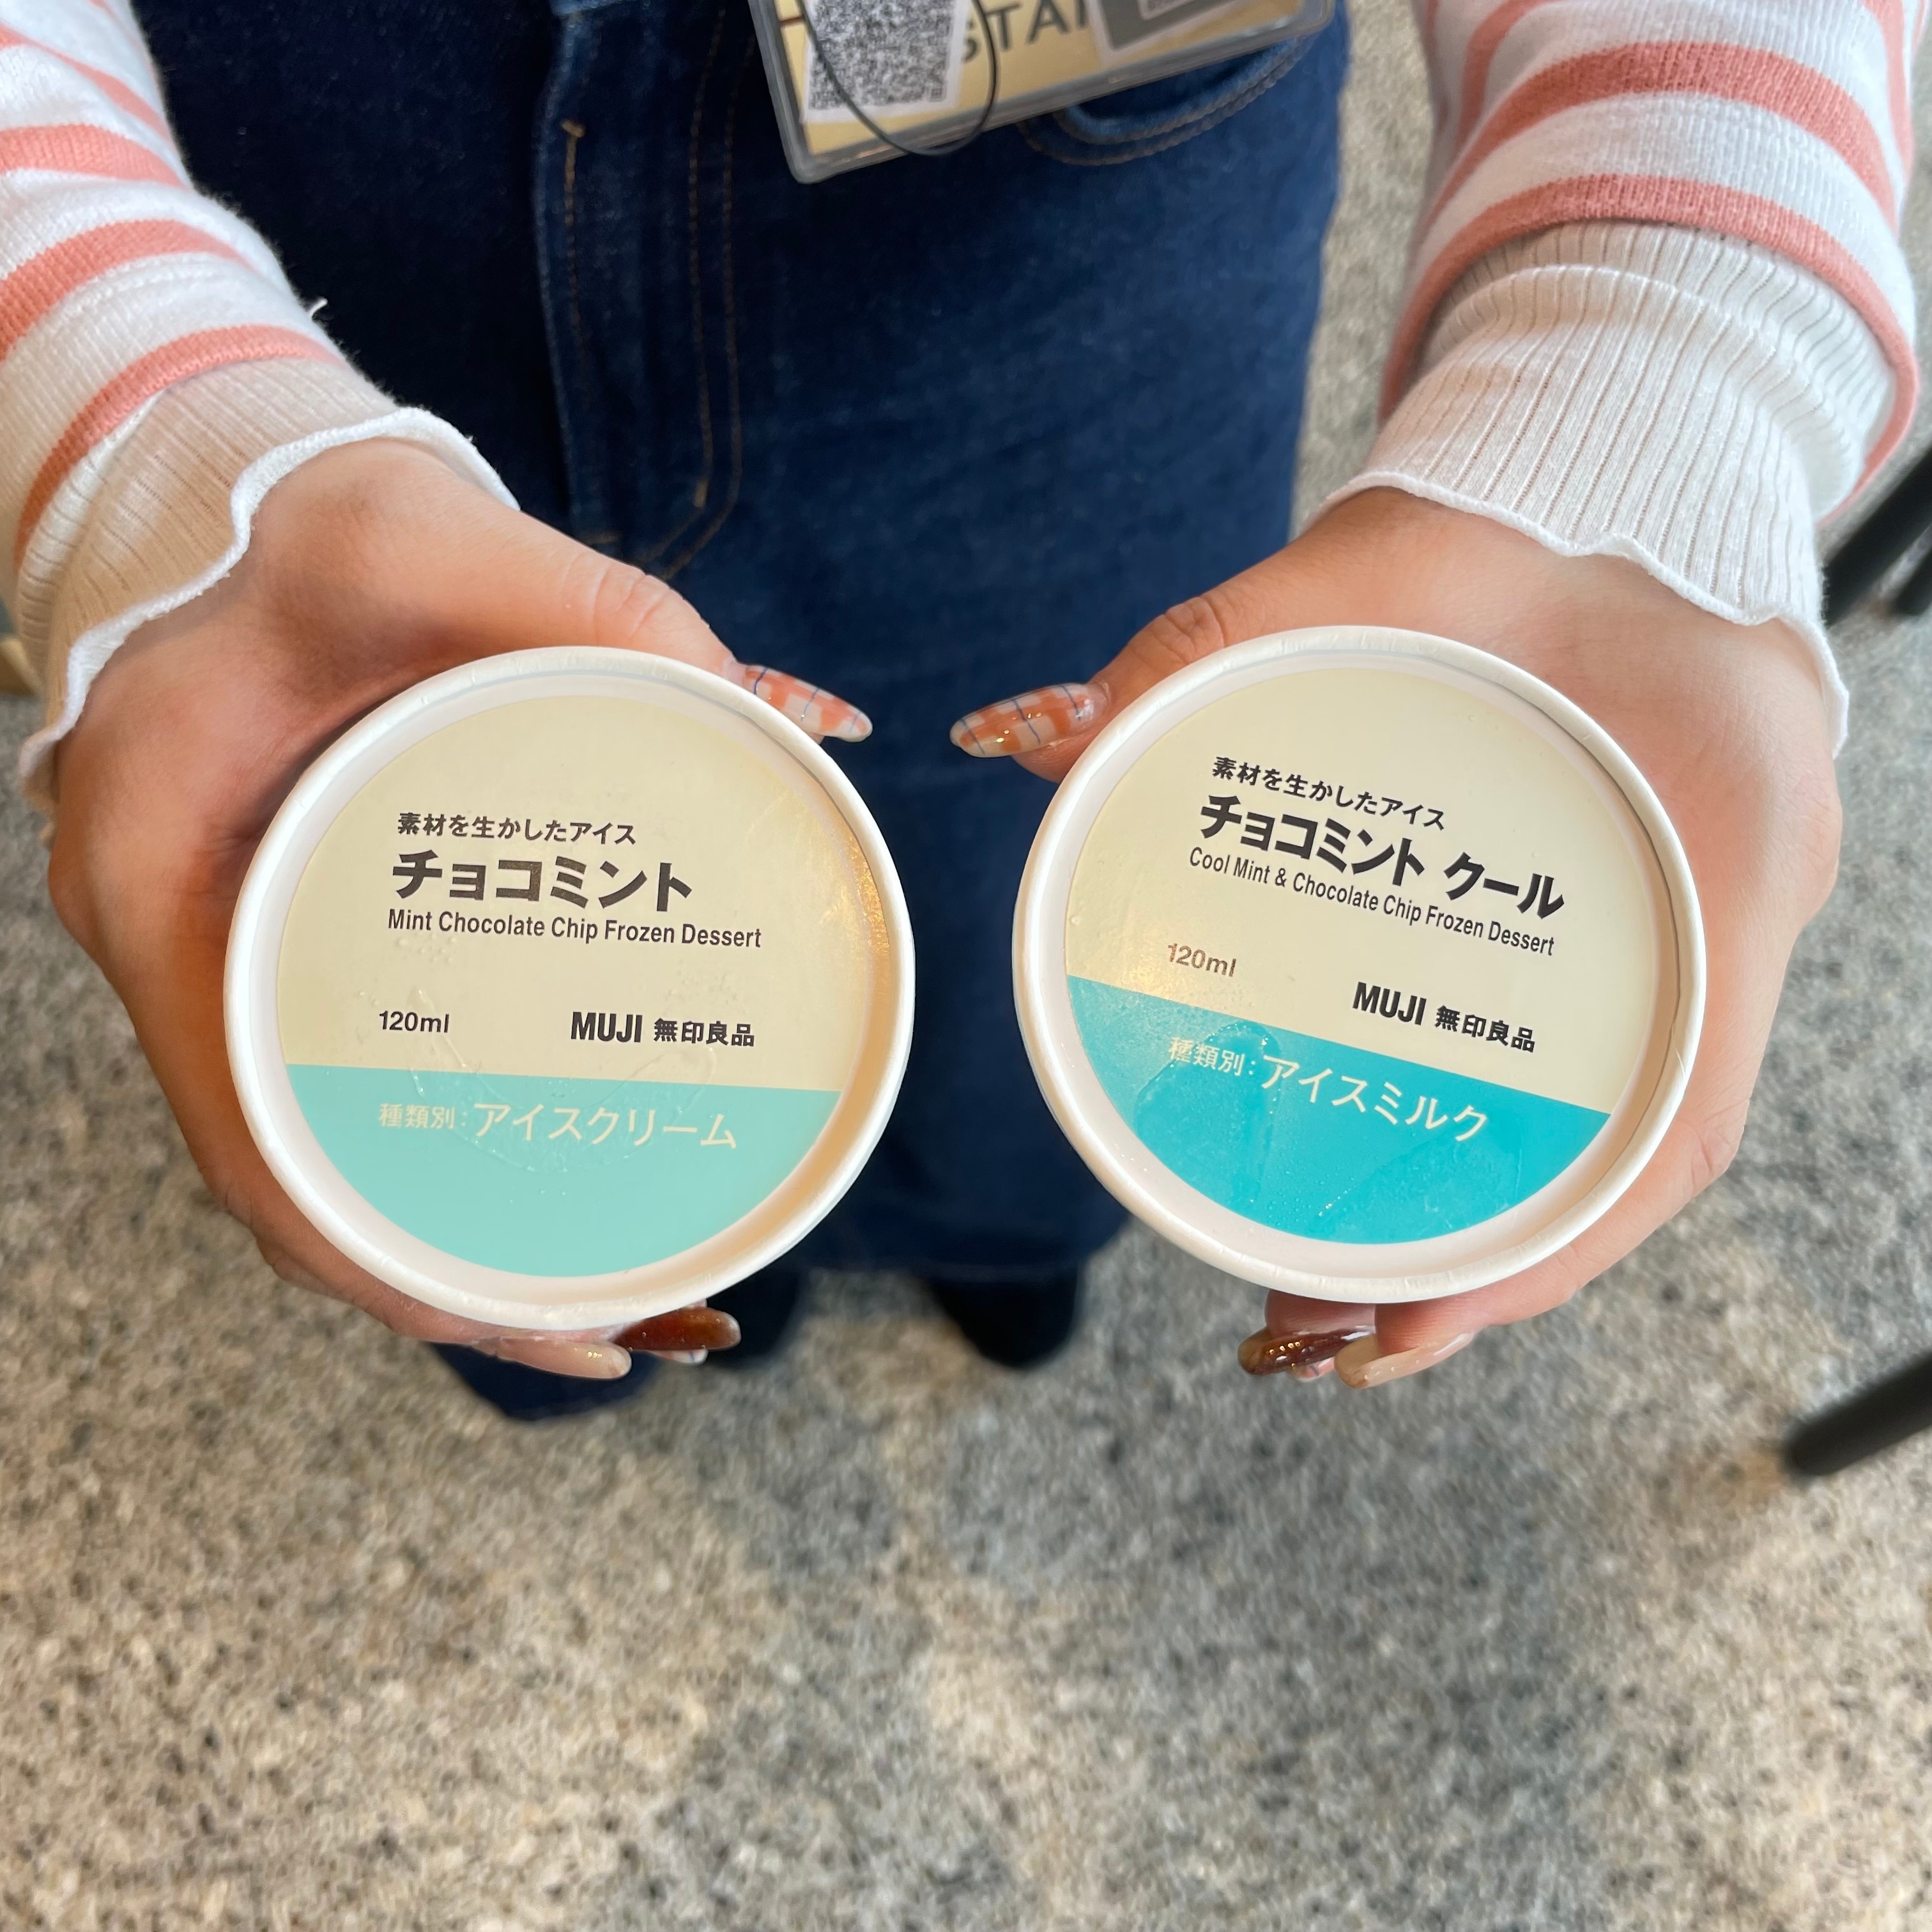 素材を生かしたアイス
チョコミント
Mint Chocolate Chip Frozen Dessert
120ml
MUJI 無印良品
種類別：アイスクリーム
素材を生かしたアイス
チョコミント クール
Cool Mint & Chocolate Chip Frozen Dessert
120ml
MUJI 無印良品
種類別：アイスミルク